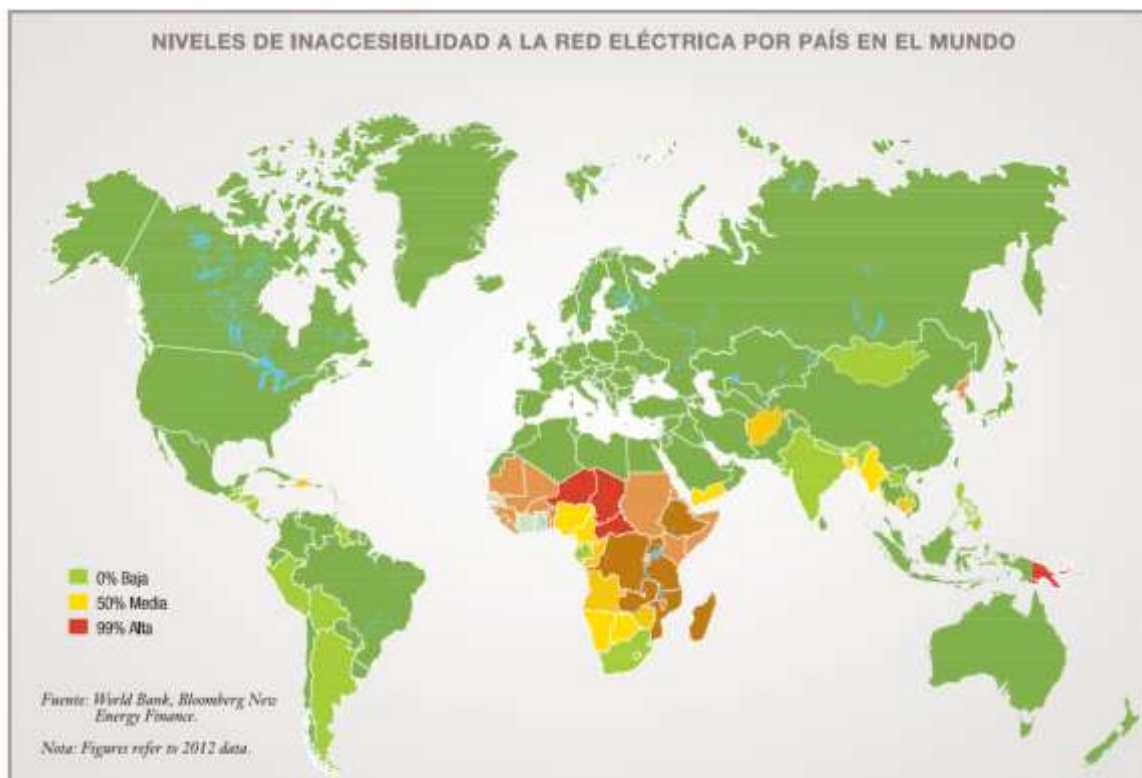 NIVELES DE INACCESIBILIDAD A LA RED ELÉCTRICA POR PAÍS EN EL MUNDO
0% Baja
50% Media
99% Alta
Fuente: World Bank, Bloomberg New
Energy Finance.
Nota: Figures refer to 2012 data.